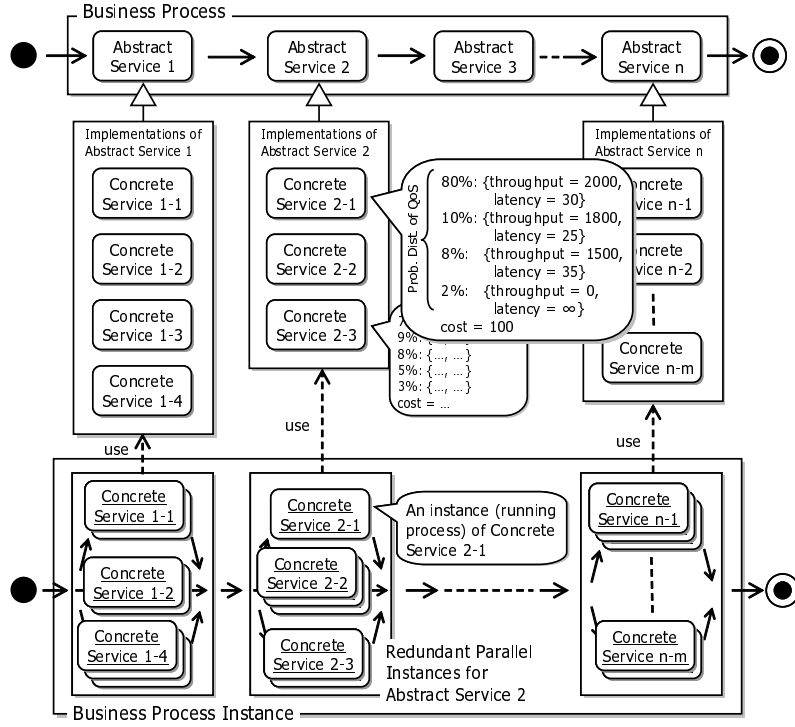 Business Process
Abstract
Service 1
Abstract
Service 2
Abstract
Service 3
Abstract
Service n
Implementations of
Abstract Service 1
Concrete
Service 1-1
Concrete
Service 1-2
Concrete
Service 1-3
Concrete
Service 1-4
Implementations of
Abstract Service 2
Concrete
Service 2-1
Concrete
Service 2-2
Concrete
Service 2-3
Prob. Dist. of QoS
80%: {throughput = 2000,
latency = 30}
10%: {throughput = 1800,
latency = 25}
8%: {throughput = 1500,
latency = 35}
2%: {throughput = 0,
latency = ∞}
cost = 100
9%: {..., ...}
8%: {..., ...}
5%: {..., ...}
3%: {..., ...}
cost = ...
Implementations of
Abstract Service n
n-1
n-2
Concrete
Service n-m
use
use
use
Concrete
Service 1-1
Concrete
Service 1-2
Concrete
Service 1-4
Concrete
Service 2-1
Concrete
Service 2-2
Concrete
Service 2-3
An instance (running
process) of Concrete
Service 2-1
Concrete
Service n-1
Concrete
Service n-m
Redundant Parallel
Instances for
Abstract Service 2
Business Process Instance